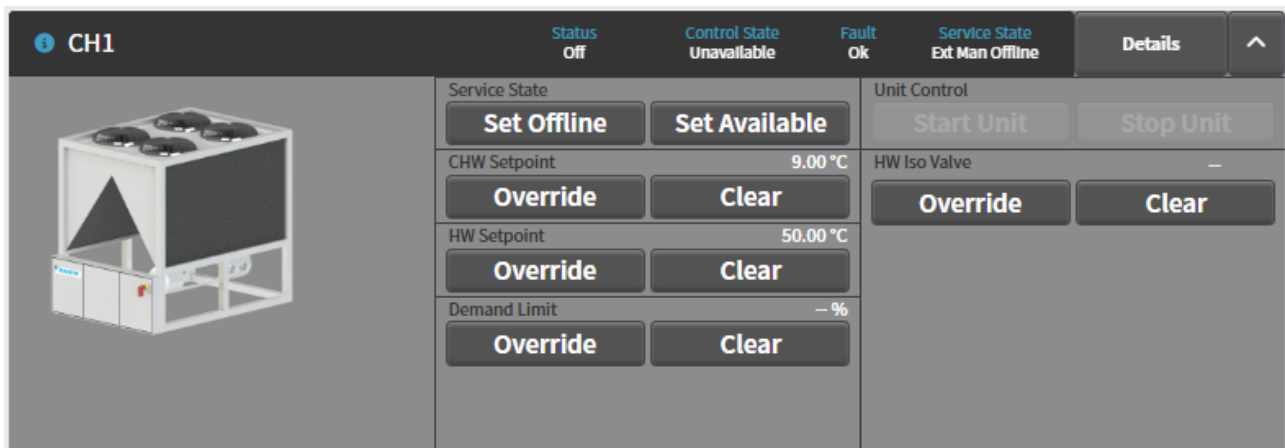 CH1
Status
Off
Control State
Unavailable
Fault
Ok
Service State
Ext Man Offline
Details
Service State
Set Offline
Set Available
Unit Control
Start Unit
Stop Unit
CHW Setpoint
9.00 °C
Override
Clear
HW Iso Valve
--
Override
Clear
HW Setpoint
50.00 °C
Override
Clear
Demand Limit
-- %
Override
Clear